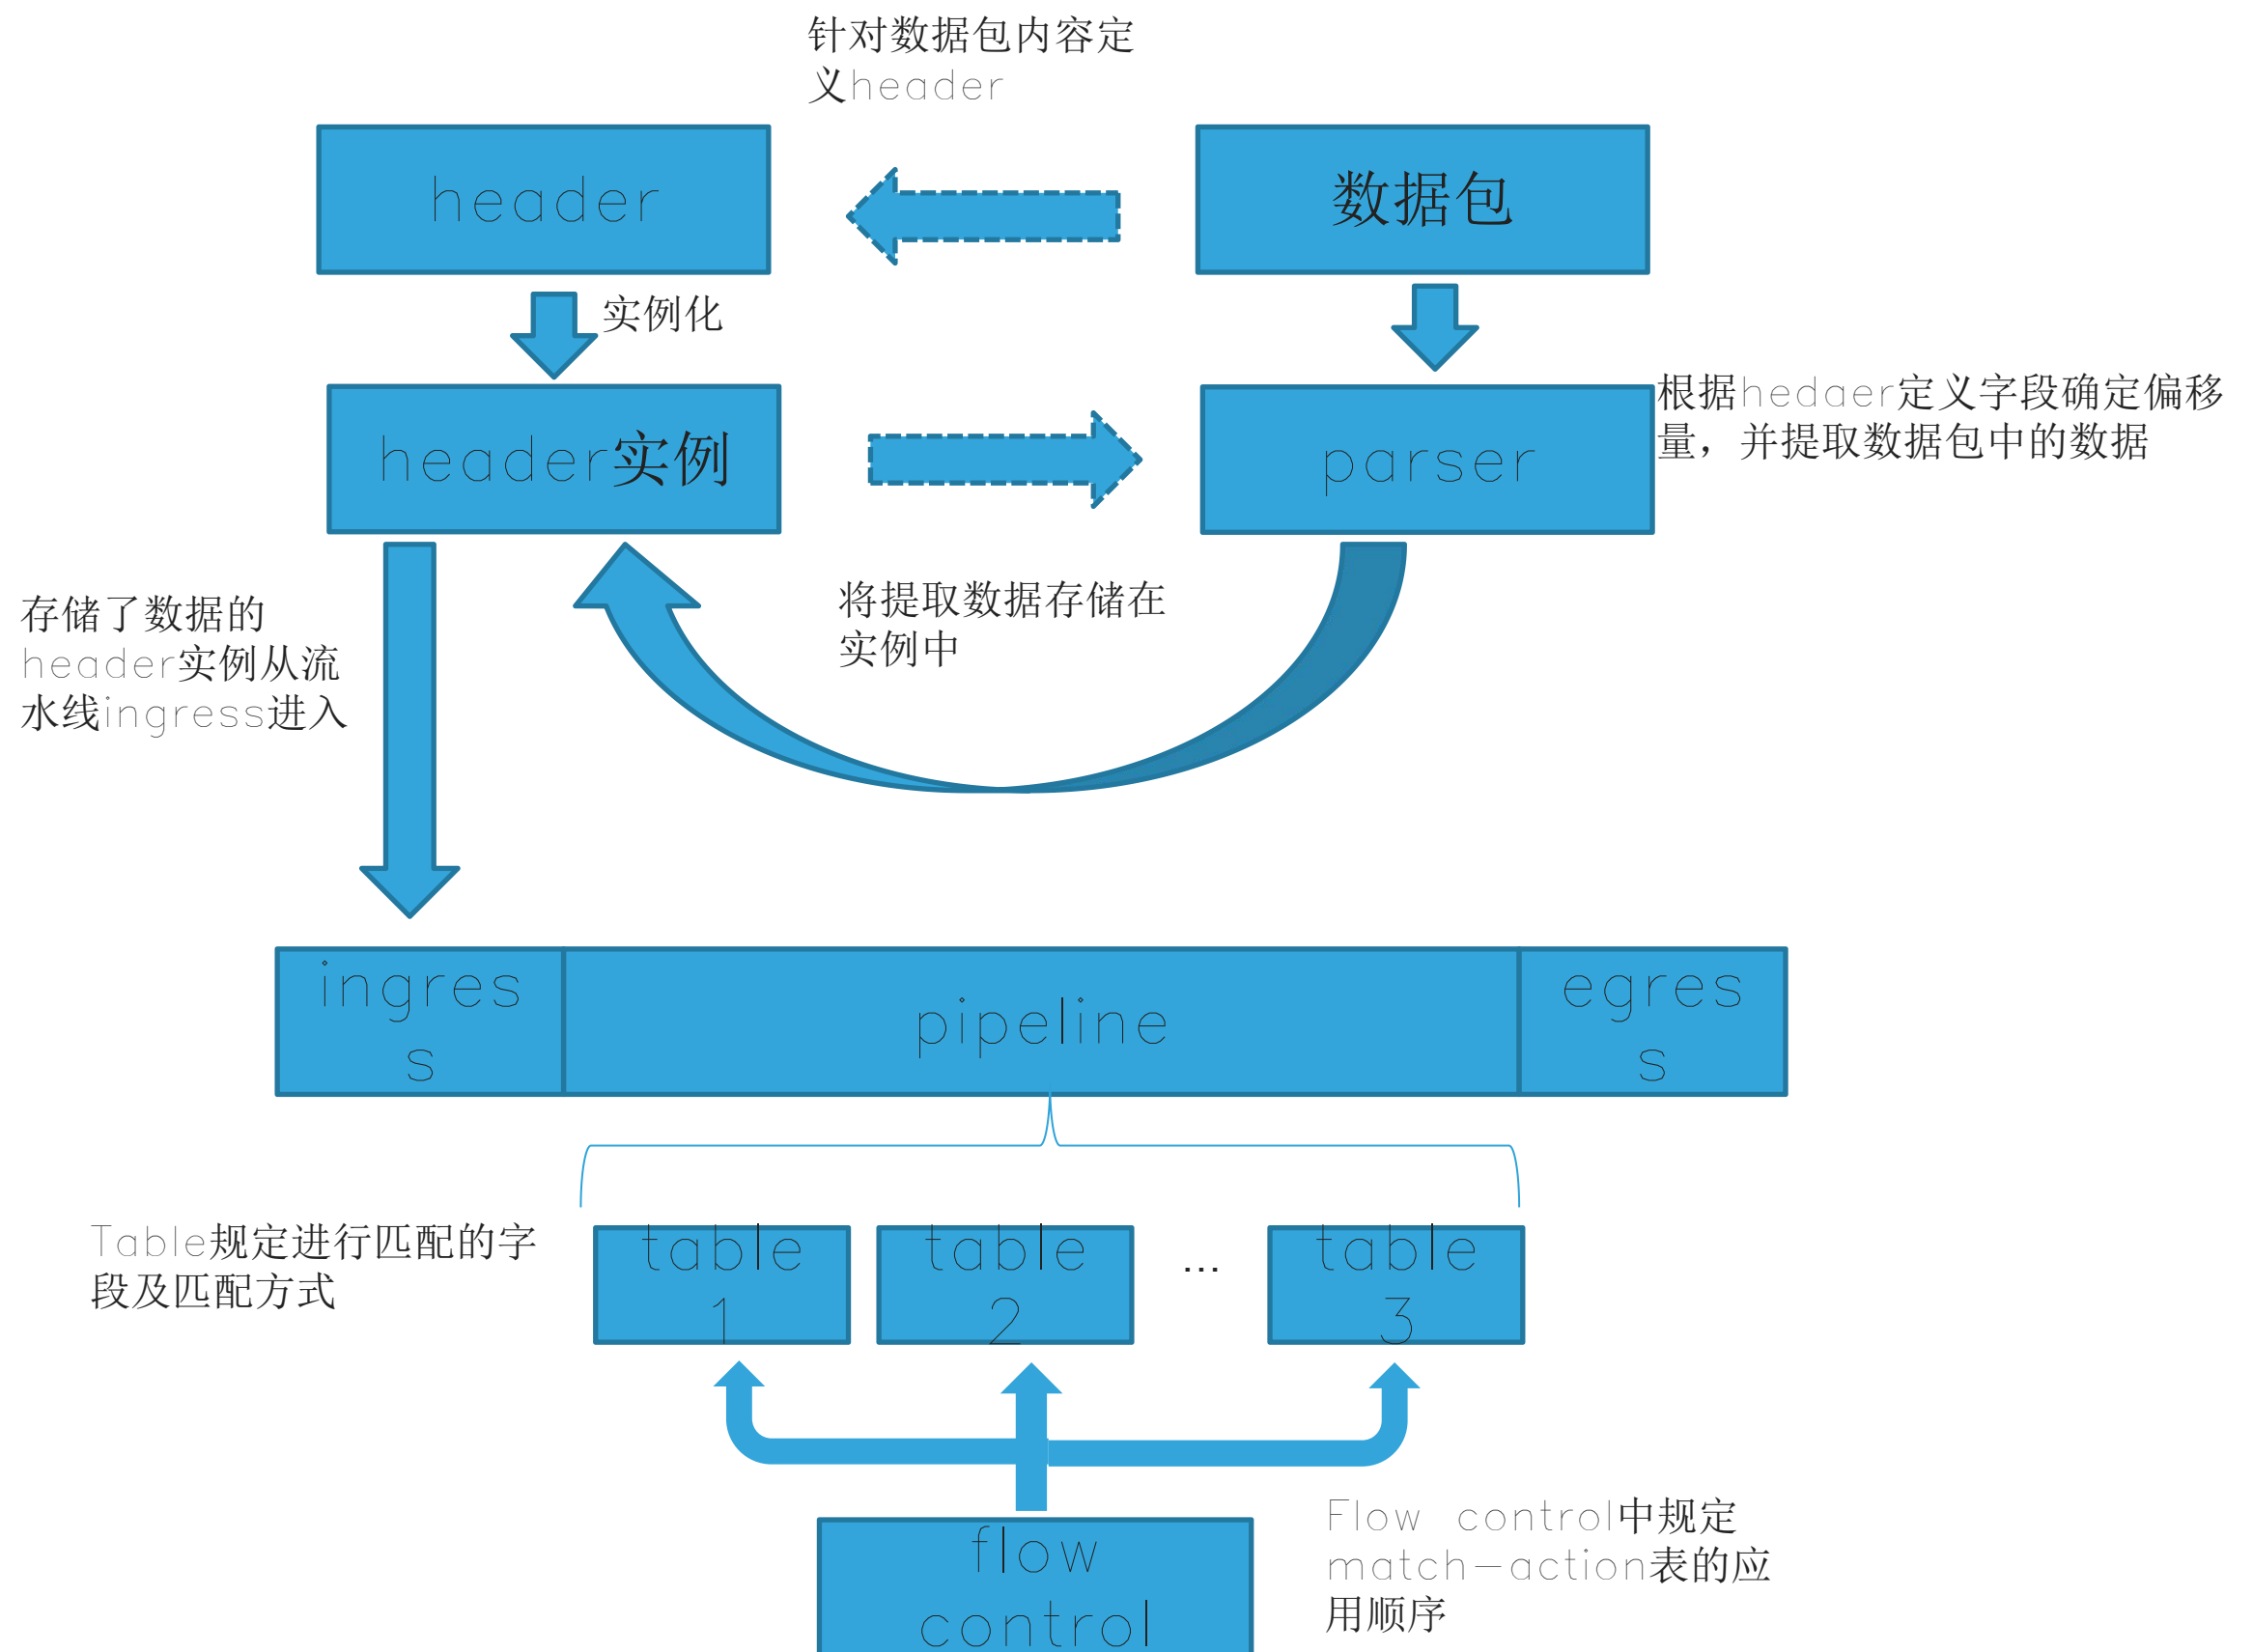 针对数据包内容定
义header
header
数据包
实例化
header实例
parser
根据hedaer定义字段确定偏移
量，并提取数据包中的数据
存储了数据的
header实例从流
水线ingress进入
将提取数据存储在
实例中
ingres
s
pipeline
egres
s
Table规定进行匹配的字
段及匹配方式
table
1
table
2
...
table
3
flow
control
Flow control中规定
match-action表的应
用顺序